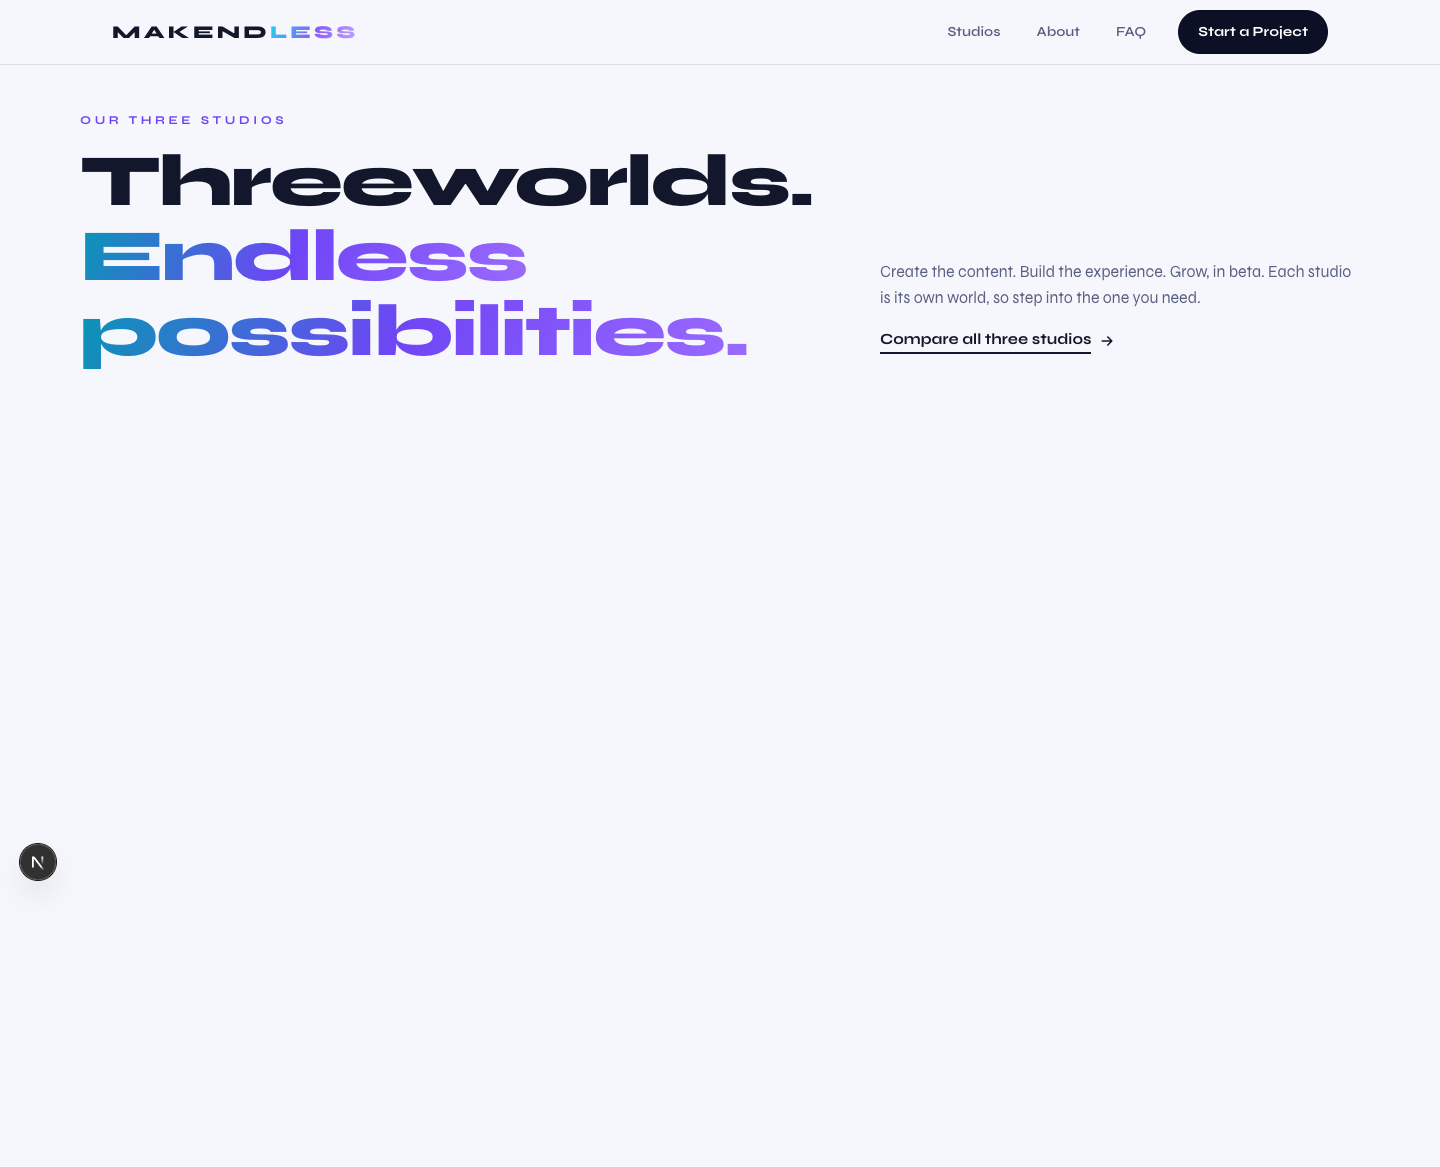 MAKENDLESS
Studios
About
FAQ
Start a Project
OUR THREE STUDIOS
Threeworlds.
Endless
possibilities.
Create the content. Build the experience. Grow, in beta. Each studio
is its own world, so step into the one you need.
Compare all three studios →
N